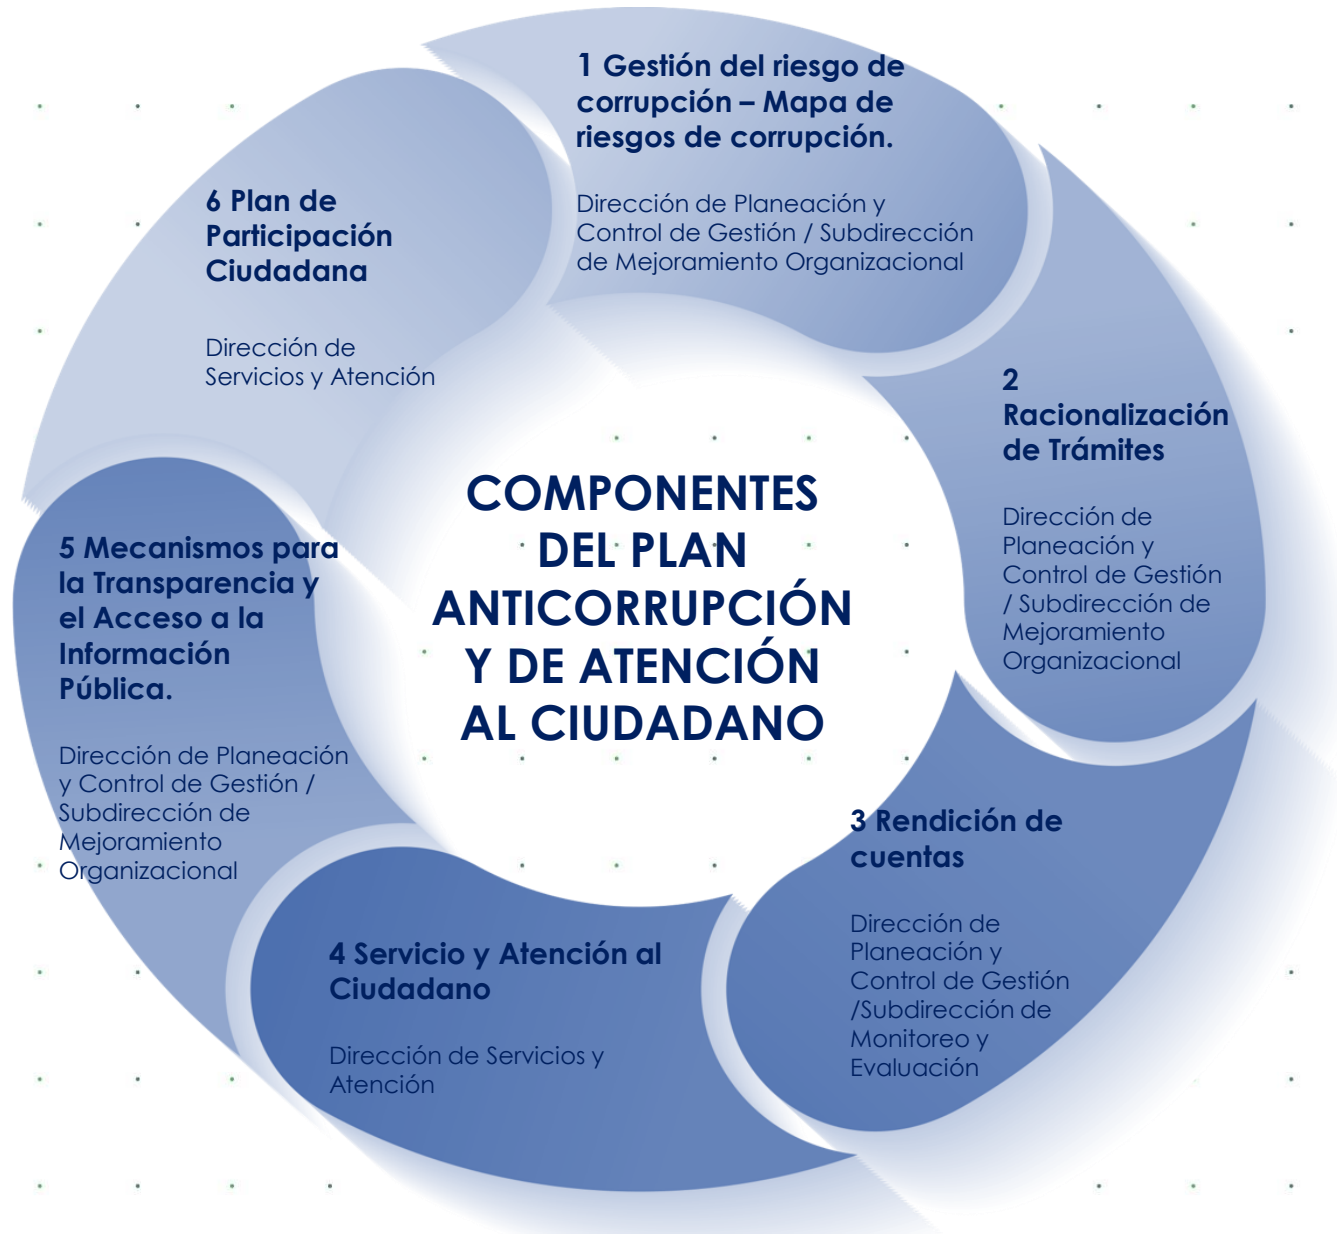 1 Gestión del riesgo de
corrupción – Mapa de
riesgos de corrupción.
Dirección de Planeación y
Control de Gestión / Subdirección
de Mejoramiento Organizacional
2
Racionalización
de Trámites
Dirección de
Planeación y
Control de Gestión
/ Subdirección de
Mejoramiento
Organizacional
3 Rendición de
cuentas
Dirección de
Planeación y
Control de Gestión
/Subdirección de
Monitoreo y
Evaluación
4 Servicio y Atención al
Ciudadano
Dirección de Servicios y
Atención
5 Mecanismos para
la Transparencia y
el Acceso a la
Información
Pública.
Dirección de Planeación
y Control de Gestión /
Subdirección de
Mejoramiento
Organizacional
6 Plan de
Participación
Ciudadana
Dirección de
Servicios y Atención
COMPONENTES
DEL PLAN
ANTICORRUPCIÓN
Y DE ATENCIÓN
AL CIUDADANO